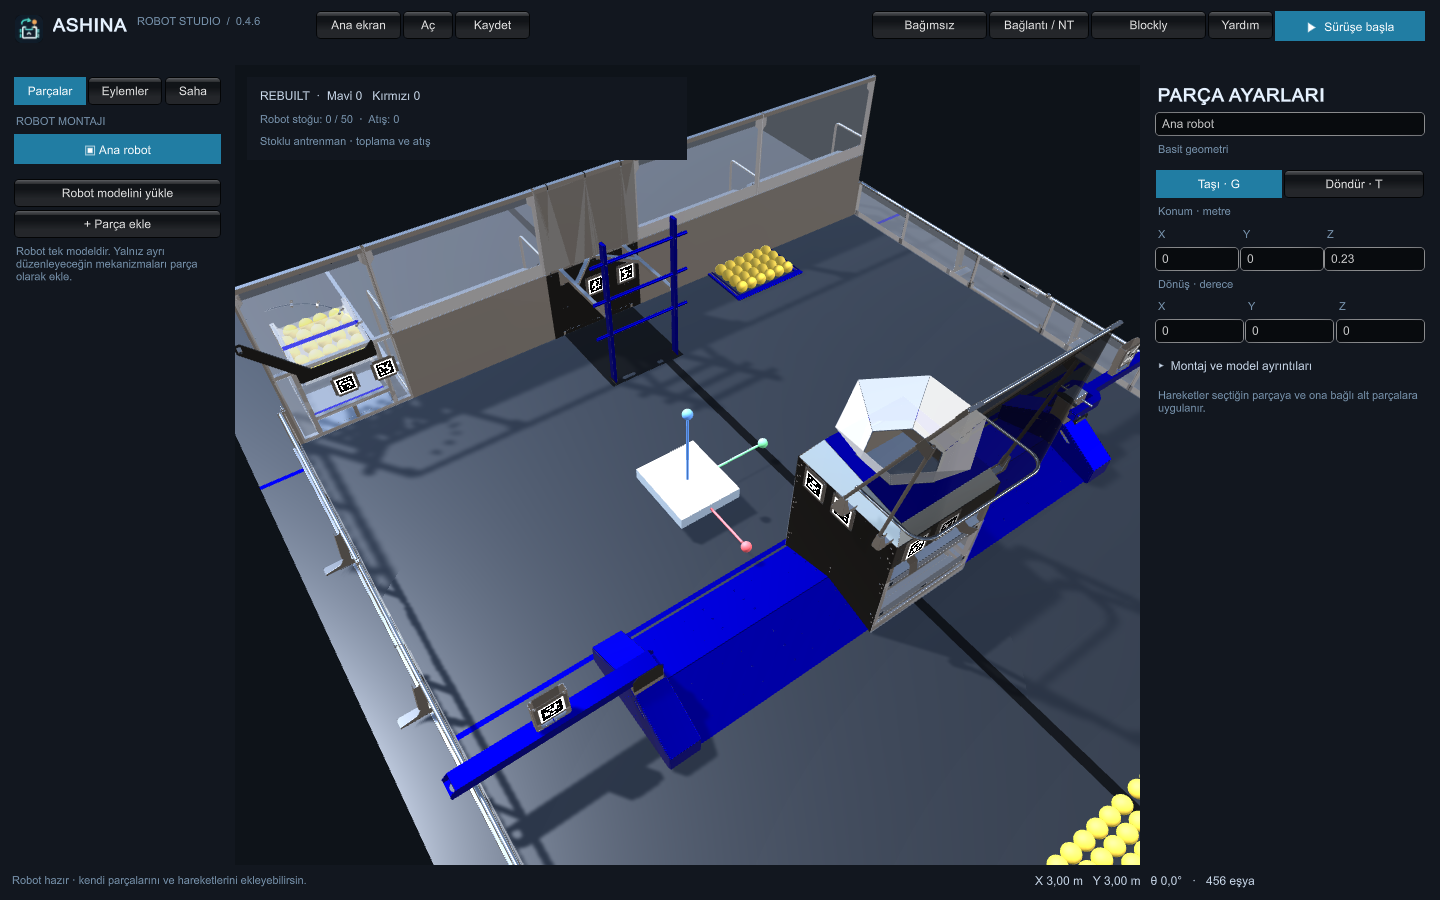 ASHINA ROBOT STUDIO / 0.4.6 Ana ekran Aç Kaydet Bağımsız Bağlantı / NT Blockly Yardım ▶ Sürüşe başla
Parçalar Eylemler Saha
ROBOT MONTAJI
▣ Ana robot
Robot modelini yükle
+ Parça ekle
Robot tek modeldir. Yalnız ayrı
düzenleyeceğin mekanizmaları parça
olarak ekle.
REBUILT · Mavi 0 Kırmızı 0
Robot stoğu: 0 / 50 · Atış: 0
Stoklu antrenman · toplama ve atış
PARÇA AYARLARI
Ana robot
Basit geometri
Taşı · G Döndür · T
Konum · metre
X Y Z
0 0 0.23
Dönüş · derece
X Y Z
0 0 0
▸ Montaj ve model ayrıntıları
Hareketler seçtiğin parçaya ve ona bağlı alt parçalara
uygulanır.
Robot hazır · kendi parçalarını ve hareketlerini ekleyebilirsin.
X 3,00 m Y 3,00 m θ 0,0° · 456 eşya